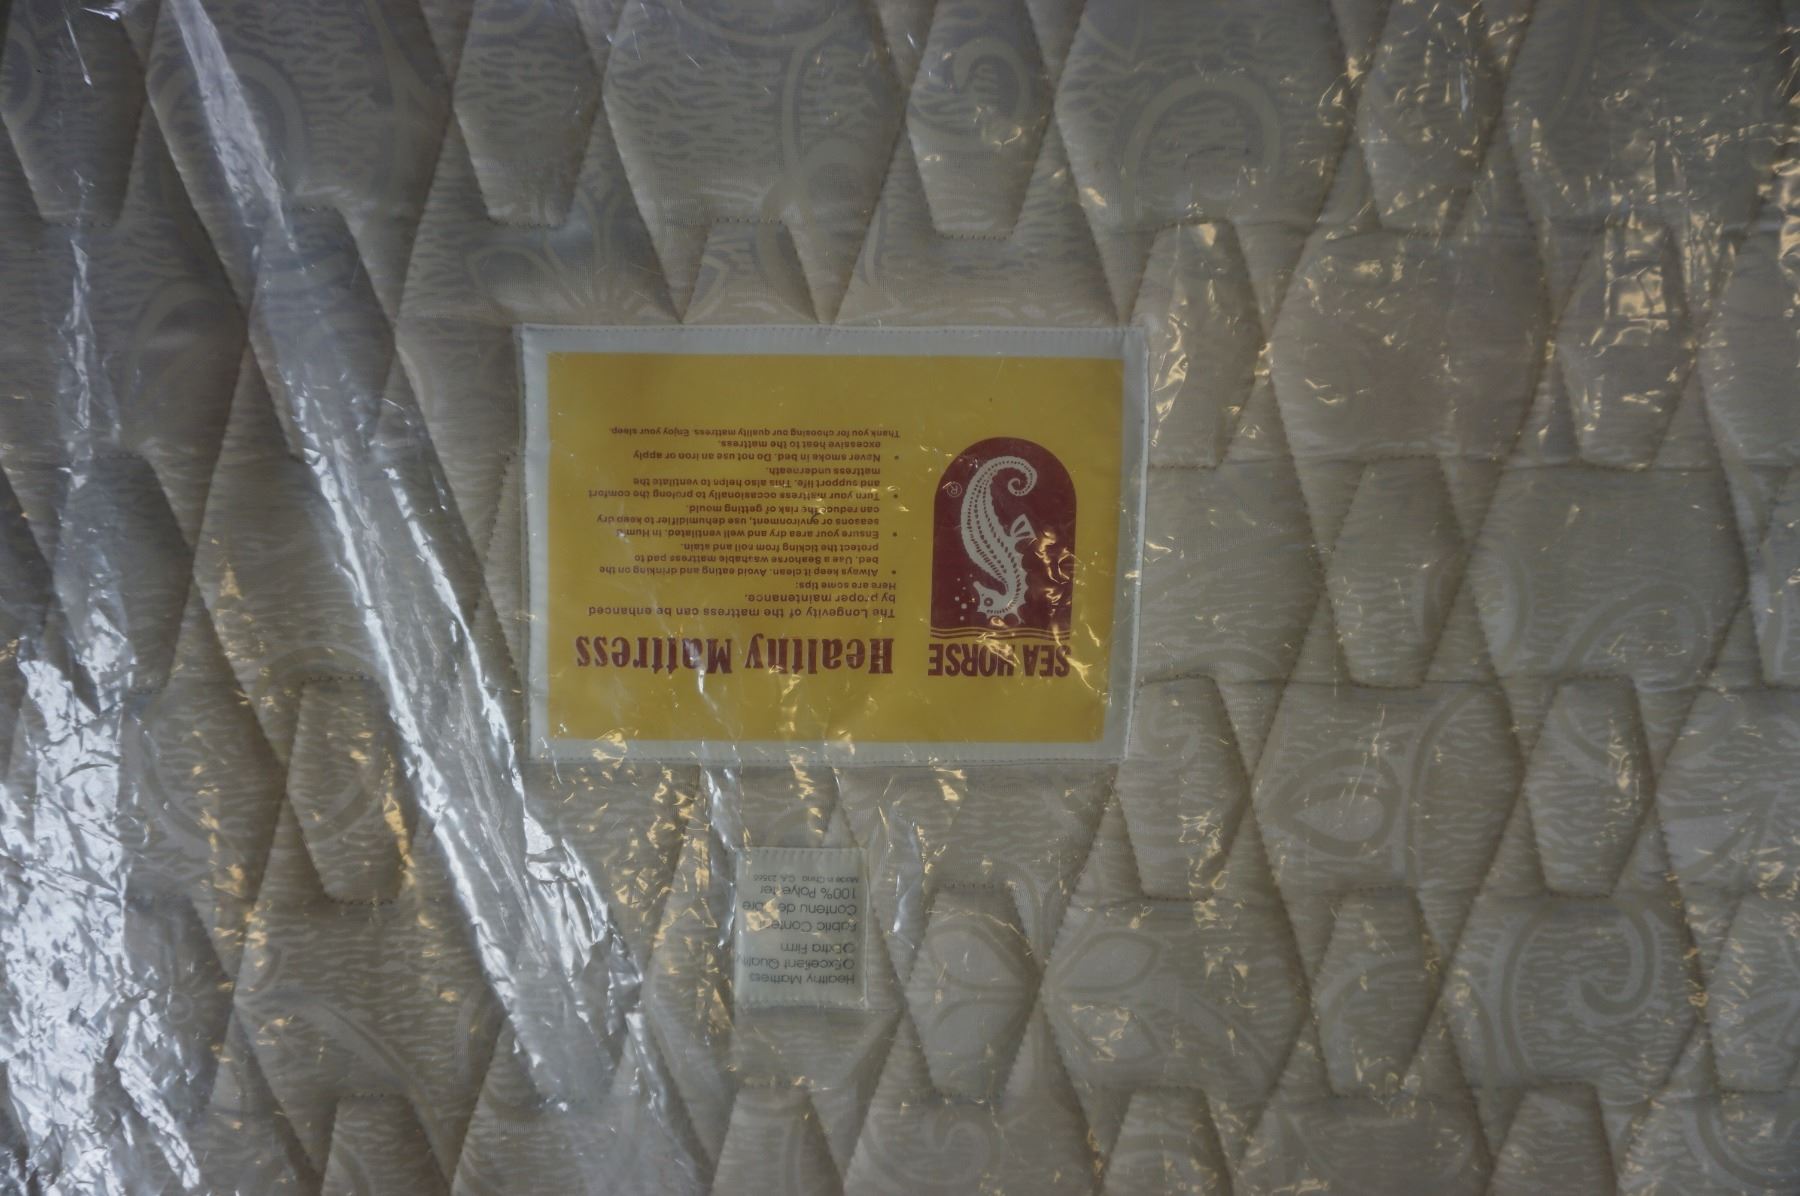 SEA HORSE
®
Healthy Mattress
The Longevity of the mattress can be enhanced
by proper maintenance.
Here are some tips:
• Always keep it clean. Avoid eating and drinking on the
bed. Use a Seahorse washable mattress pad to
protect the ticking from soil and stain.
• Ensure your area dry and well ventilated. In Humid
seasons or environment, use dehumidifier to keep dry
can reduce the risk of getting mould.
• Turn your mattress occasionally to prolong the comfort
and support life. This also helps to ventilate the
mattress underneath.
• Never smoke in bed. Do not use an iron or apply
excessive heat to the mattress.
Thank you for choosing our quality mattress. Enjoy your sleep.
Healthy Mattress
Excellent Quality
Extra Firm
Fabric Content
Contenu de fibre
100% Polyester
Made in China CA